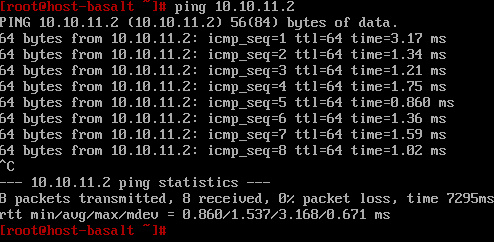 [root@host-basalt ~]# ping 10.10.11.2
PING 10.10.11.2 (10.10.11.2) 56(84) bytes of data.
64 bytes from 10.10.11.2: icmp_seq=1 ttl=64 time=3.17 ms
64 bytes from 10.10.11.2: icmp_seq=2 ttl=64 time=1.34 ms
64 bytes from 10.10.11.2: icmp_seq=3 ttl=64 time=1.21 ms
64 bytes from 10.10.11.2: icmp_seq=4 ttl=64 time=1.75 ms
64 bytes from 10.10.11.2: icmp_seq=5 ttl=64 time=0.860 ms
64 bytes from 10.10.11.2: icmp_seq=6 ttl=64 time=1.36 ms
64 bytes from 10.10.11.2: icmp_seq=7 ttl=64 time=1.59 ms
64 bytes from 10.10.11.2: icmp_seq=8 ttl=64 time=1.02 ms
^C
--- 10.10.11.2 ping statistics ---
8 packets transmitted, 8 received, 0% packet loss, time 7295ms
rtt min/avg/max/mdev = 0.860/1.537/3.168/0.671 ms
[root@host-basalt ~]#